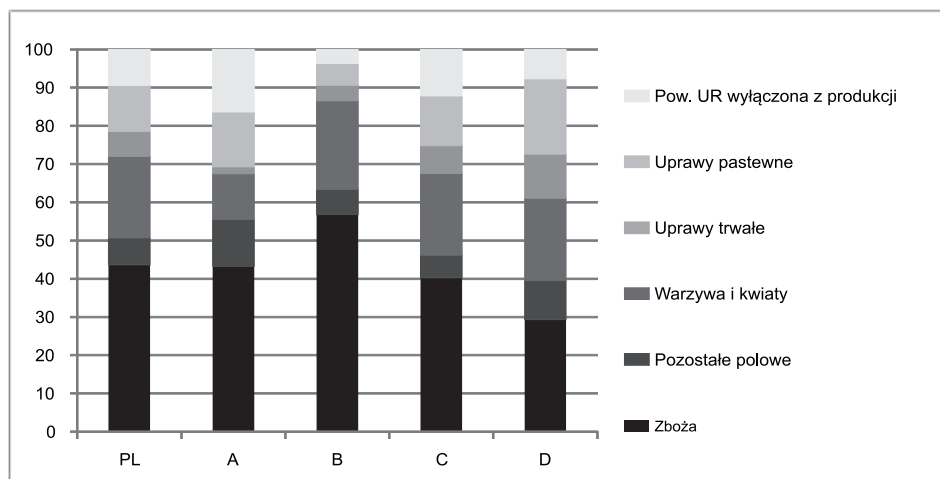 100
90
80
70
60
50
40
30
20
10
0
PL A B C D
Pow. UR wyłączona z produkcji
Uprawy pastewne
Uprawy trwałe
Warzywa i kwiaty
Pozostałe polowe
Zboża